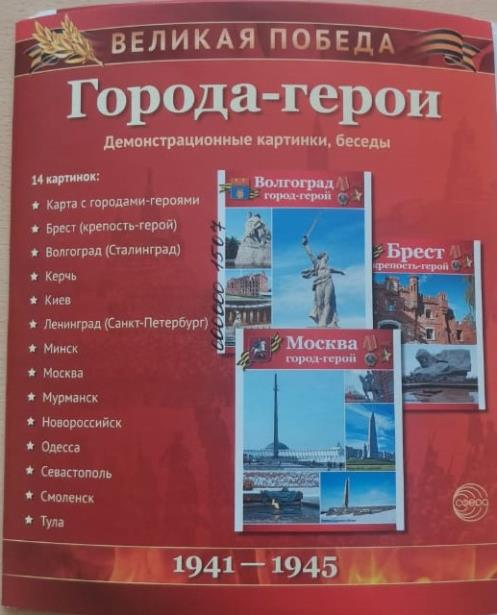 ВЕЛИКАЯ ПОБЕДА
Города-герои
Демонстрационные картинки, беседы
14 картинок:
Карта с городами-героями
Брест (крепость-герой)
Волгоград (Сталинград)
Керчь
Киев
Ленинград (Санкт-Петербург)
Минск
Москва
Мурманск
Новороссийск
Одесса
Севастополь
Смоленск
Тула
Волгоград
город-герой
000000 1507
Брест
крепость-герой
Москва
город-герой
сфера
1941—1945